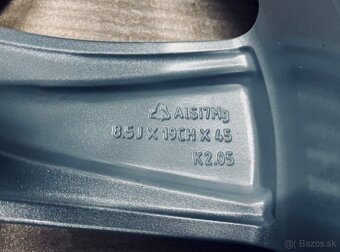 AlSi7Mg
8.5J X 19CH X 45
K2.05
Bazos.sk